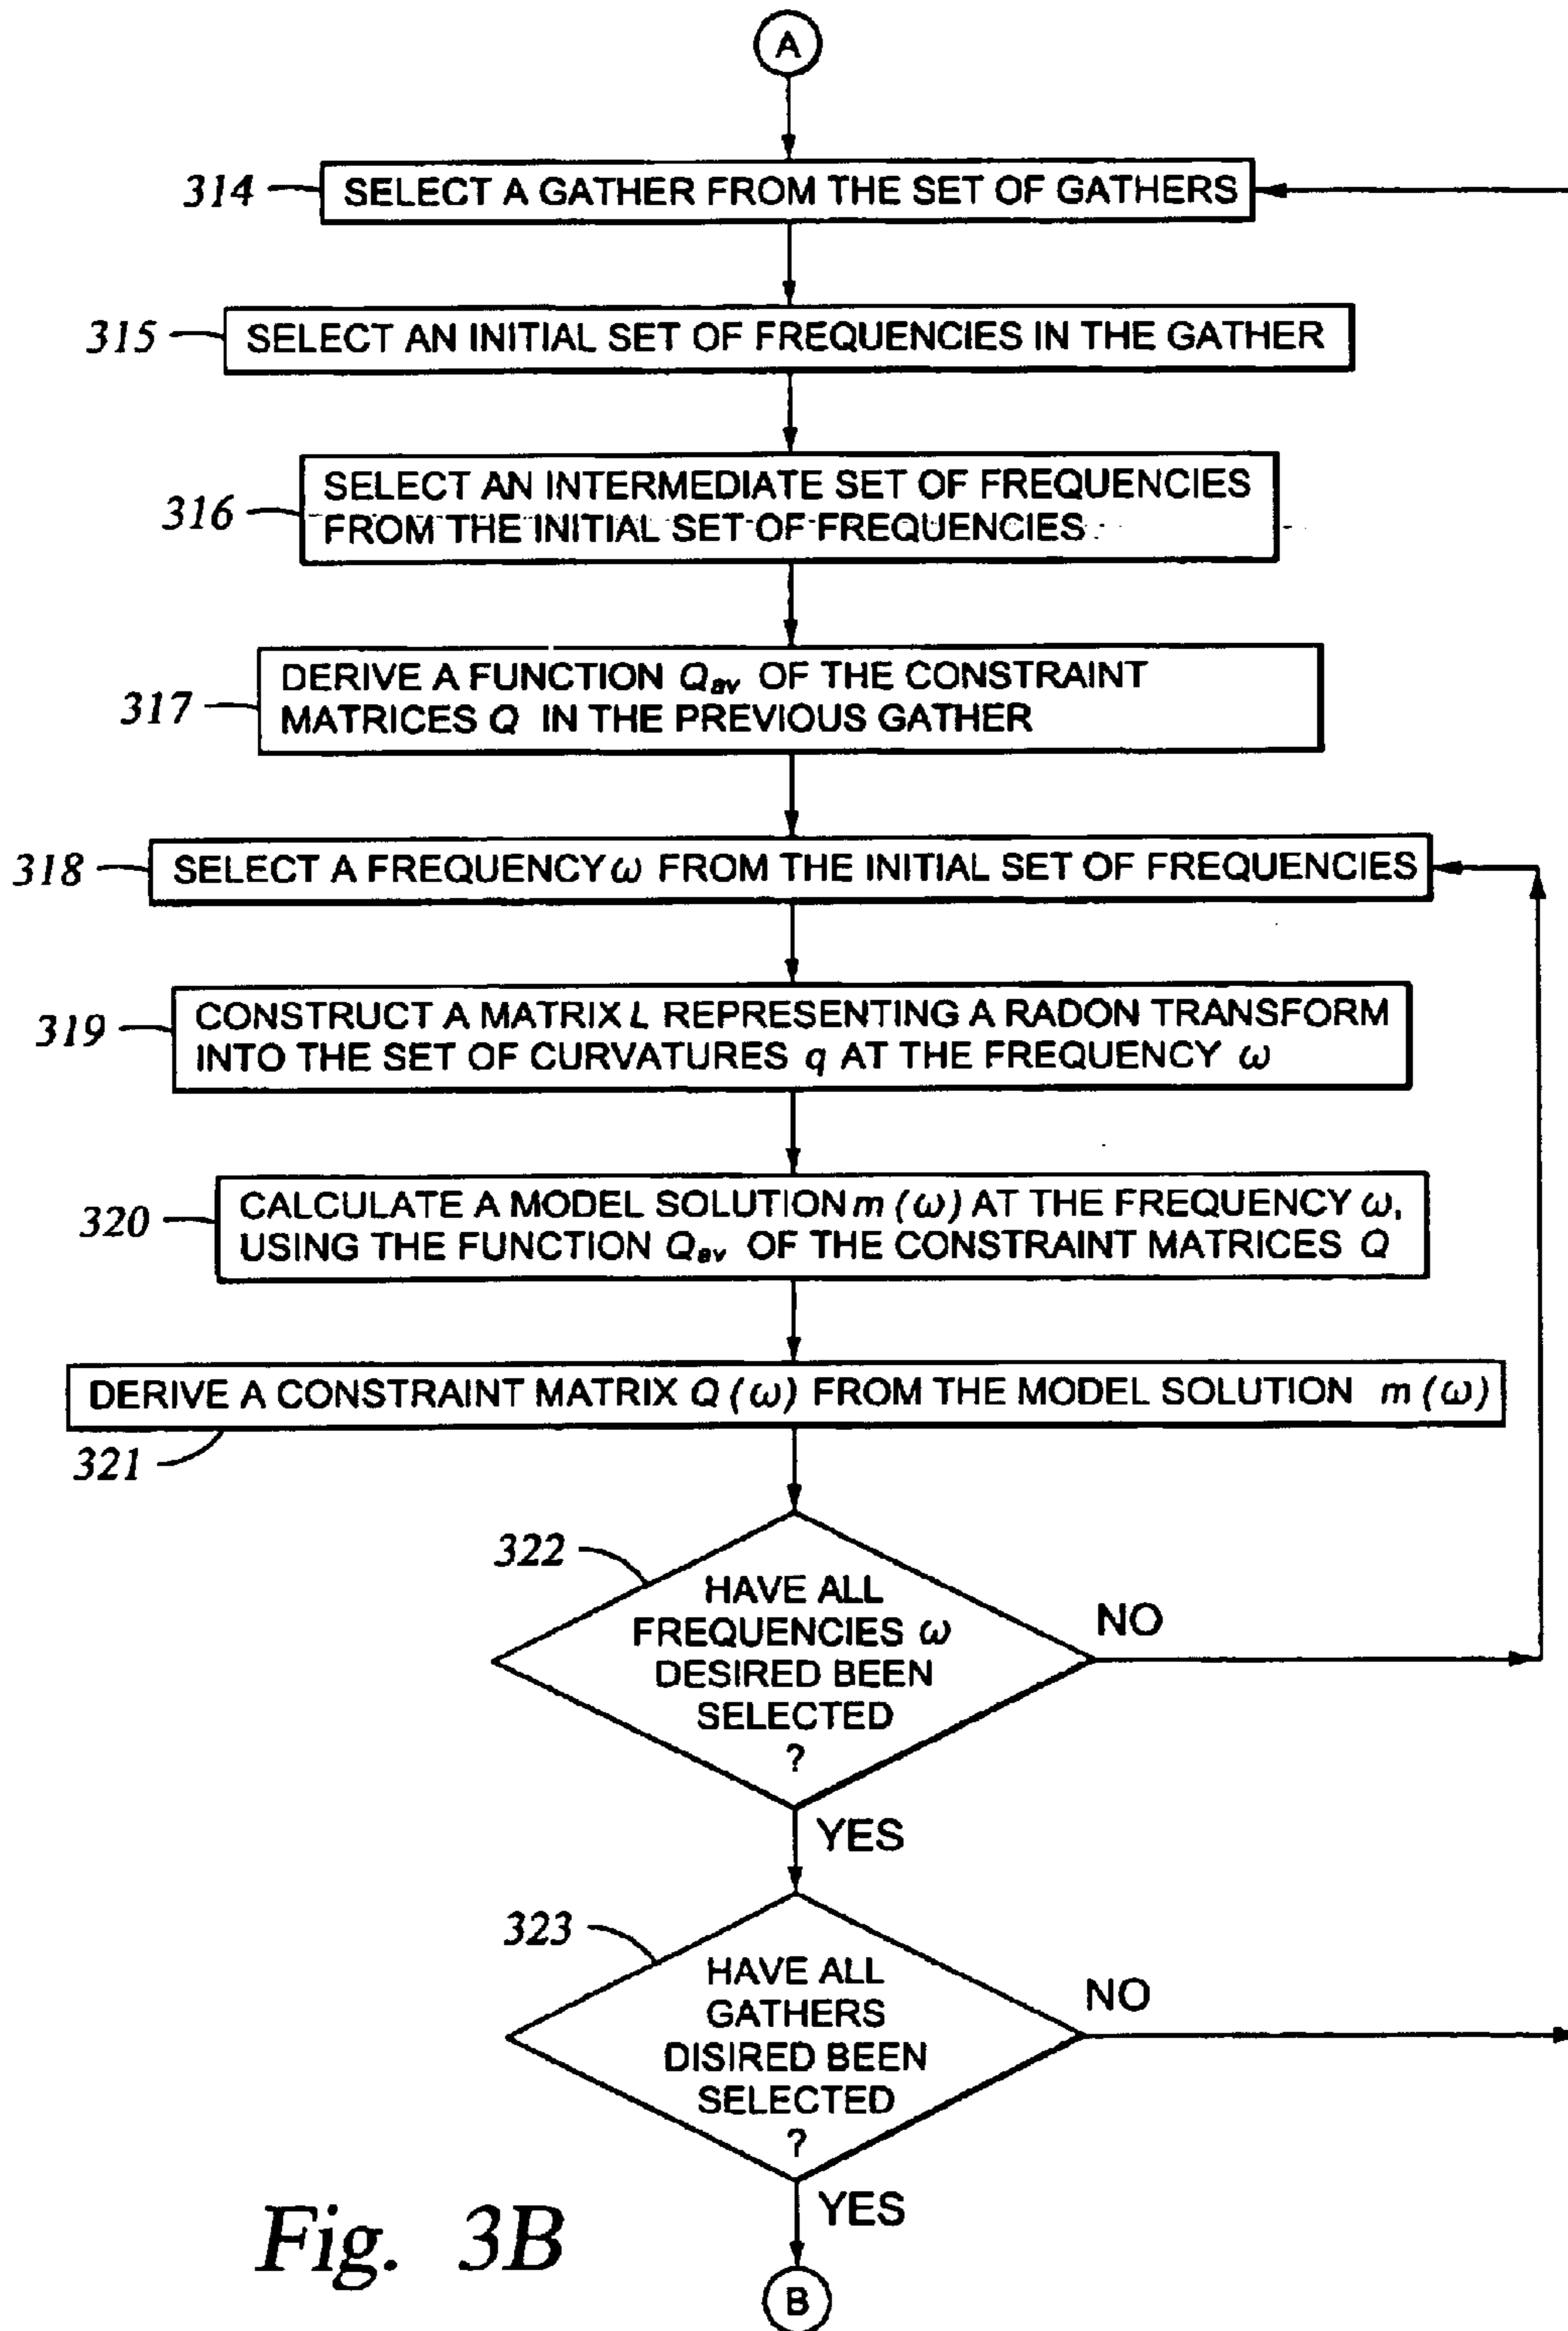 A
314
SELECT A GATHER FROM THE SET OF GATHERS
315
SELECT AN INITIAL SET OF FREQUENCIES IN THE GATHER
316
SELECT AN INTERMEDIATE SET OF FREQUENCIES
FROM THE INITIAL SET OF FREQUENCIES
317
DERIVE A FUNCTION Qav OF THE CONSTRAINT
MATRICES Q IN THE PREVIOUS GATHER
318
SELECT A FREQUENCY ω FROM THE INITIAL SET OF FREQUENCIES
319
CONSTRUCT A MATRIX L REPRESENTING A RADON TRANSFORM
INTO THE SET OF CURVATURES q AT THE FREQUENCY ω
320
CALCULATE A MODEL SOLUTION m (ω) AT THE FREQUENCY ω,
USING THE FUNCTION Qav OF THE CONSTRAINT MATRICES Q
DERIVE A CONSTRAINT MATRIX Q (ω) FROM THE MODEL SOLUTION m (ω)
321
322
HAVE ALL
FREQUENCIES ω
DESIRED BEEN
SELECTED
?
NO
YES
323
HAVE ALL
GATHERS
DISIRED BEEN
SELECTED
?
NO
YES
Fig. 3B
B